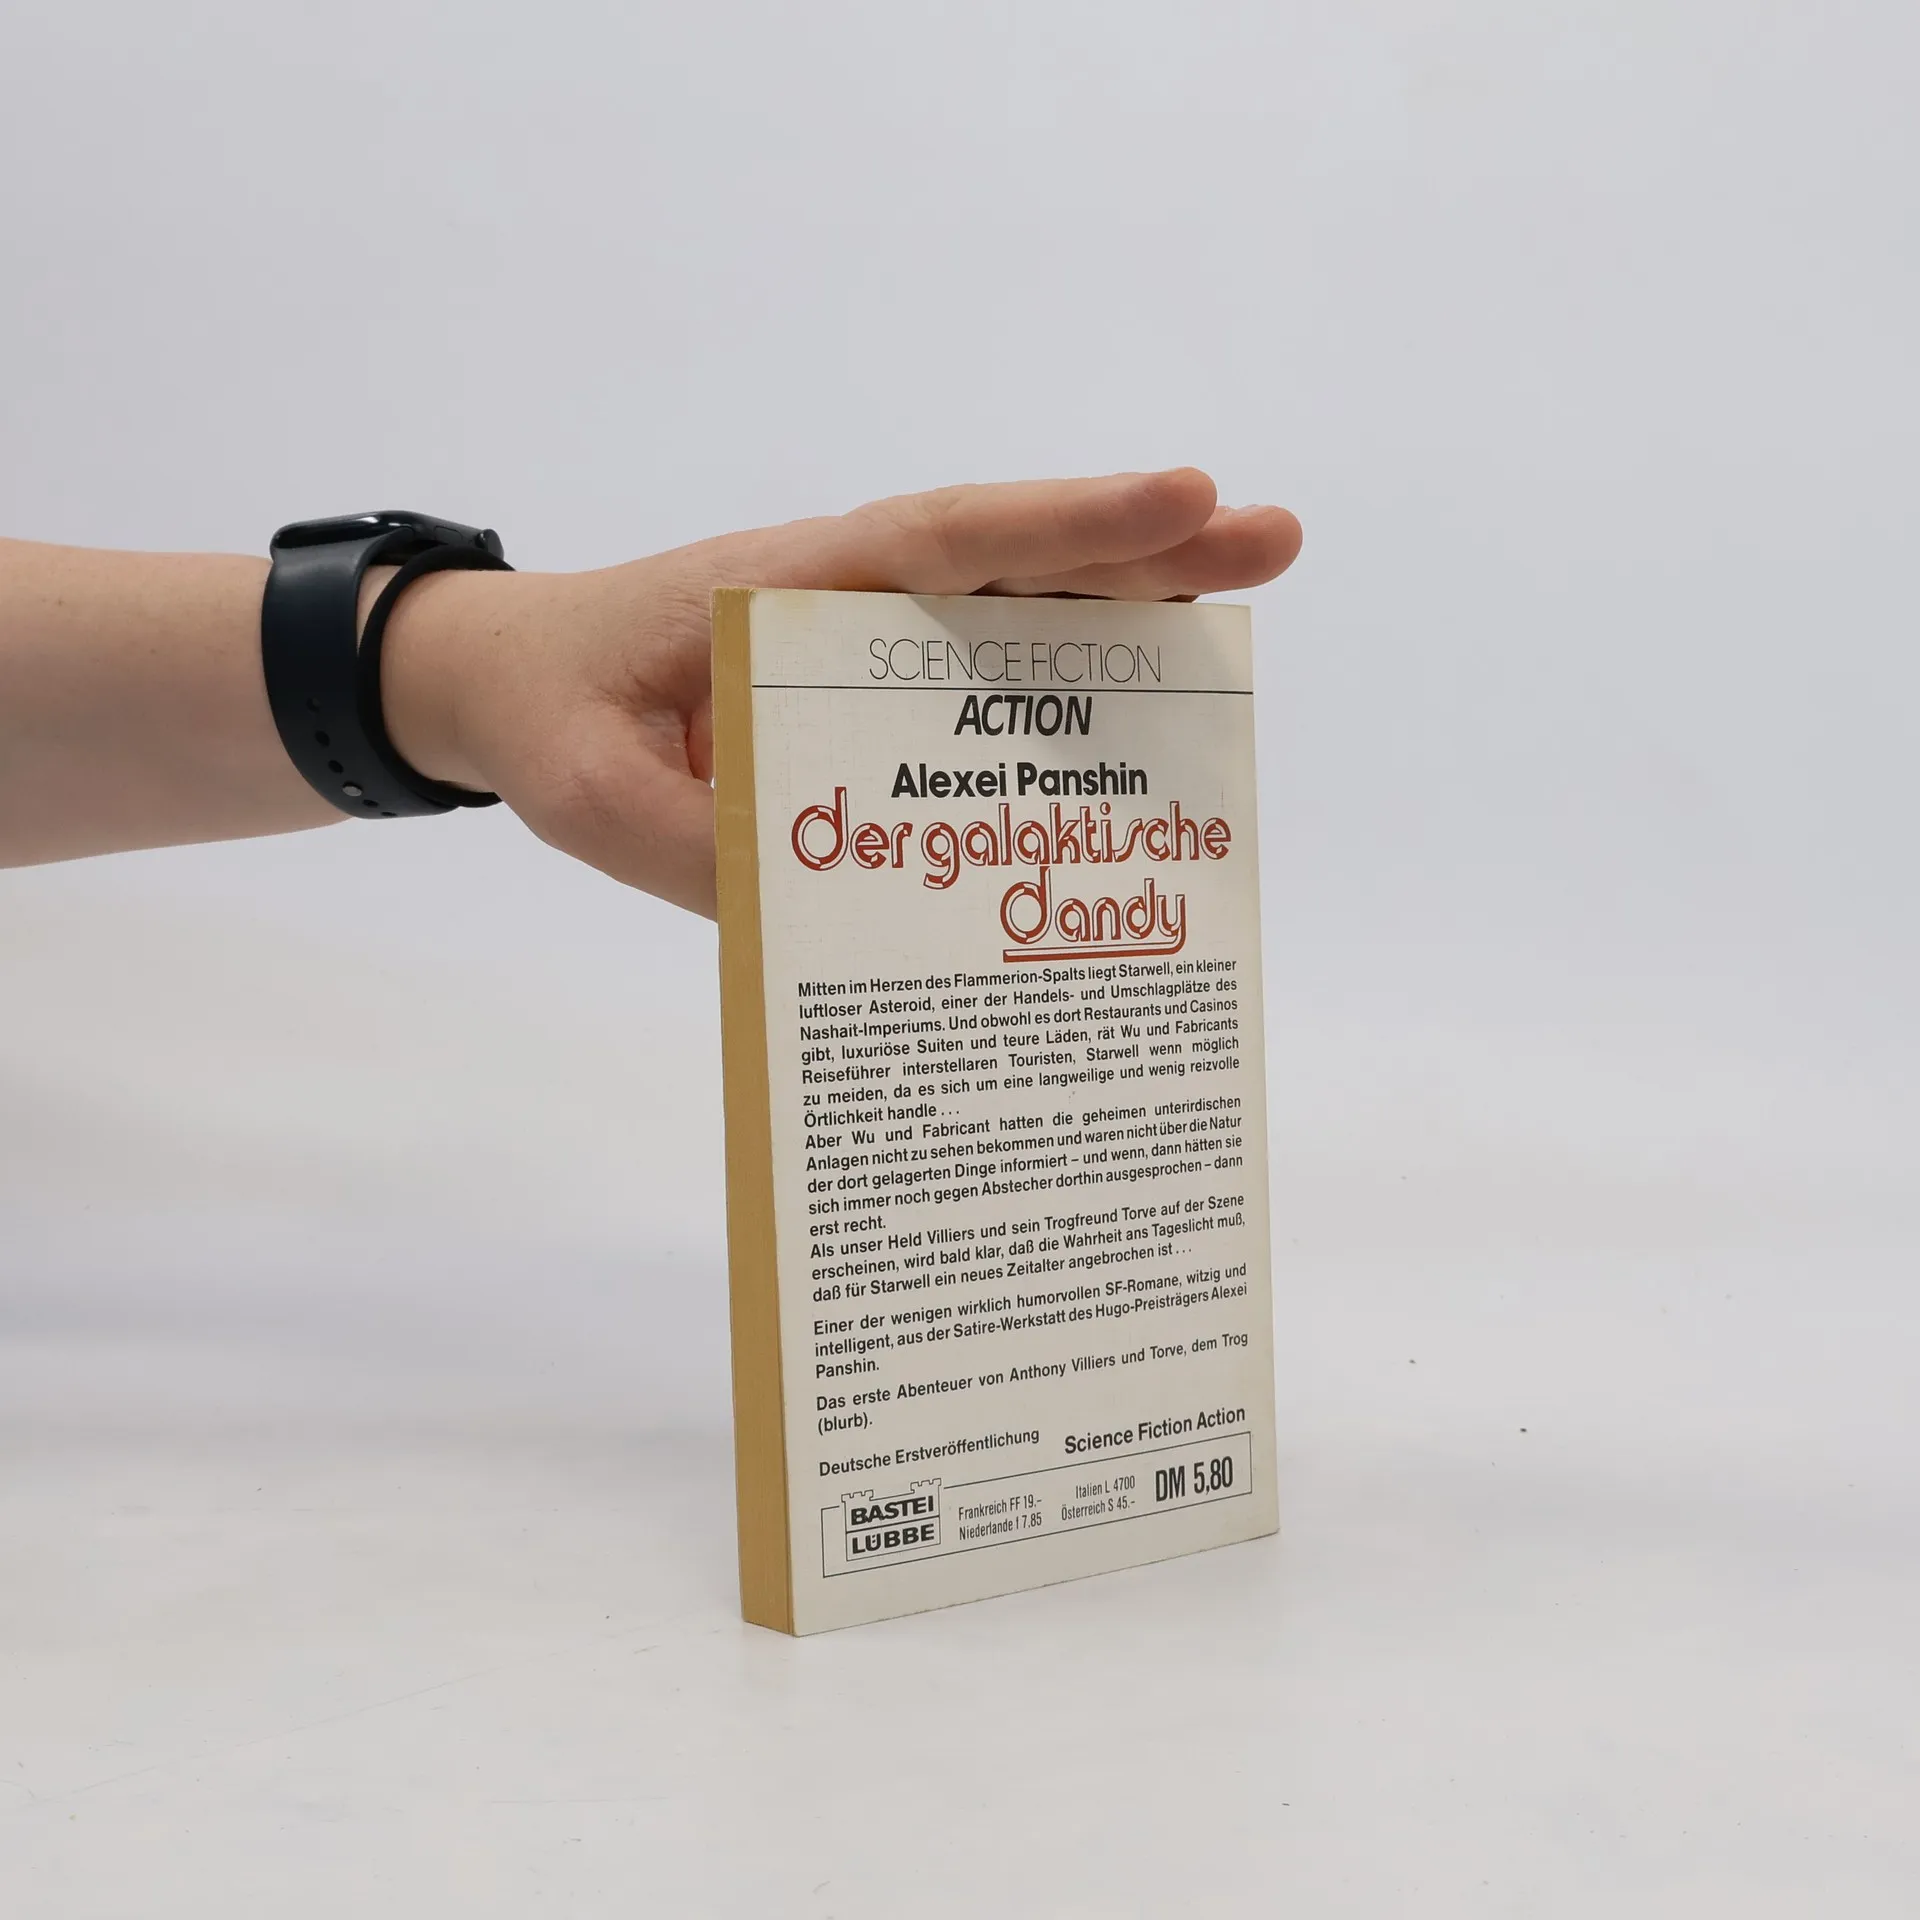 SCIENCE FICTION
ACTION
Alexei Panshin
Der galaktische
Dandy
Mitten im Herzen des Flammerion-Spalts liegt Starwell, ein kleiner
luftloser Asteroid, einer der Handels- und Umschlagplätze des
Nashait-Imperiums. Und obwohl es dort Restaurants und Casinos
gibt, luxuriöse Suiten und teure Läden, rät Wu und Fabricants
Reiseführer interstellaren Touristen, Starwell wenn möglich
zu meiden, da es sich um eine langweilige und wenig reizvolle
Örtlichkeit handle ...
Aber Wu und Fabricant hatten die geheimen unterirdischen
Anlagen nicht zu sehen bekommen und waren nicht über die Natur
der dort gelagerten Dinge informiert – und wenn, dann hätten sie
sich immer noch gegen Abstecher dorthin ausgesprochen – dann
erst recht.
Als unser Held Villiers und sein Trogfreund Torve auf der Szene
erscheinen, wird bald klar, daß die Wahrheit ans Tageslicht muß,
daß für Starwell ein neues Zeitalter angebrochen ist ...
Einer der wenigen wirklich humorvollen SF-Romane, witzig und
intelligent, aus der Satire-Werkstatt des Hugo-Preisträgers Alexei
Panshin.
Das erste Abenteuer von Anthony Villiers und Torve, dem Trog
(blurb).
Deutsche Erstveröffentlichung
Science Fiction Action
BASTEI
LÜBBE
Frankreich FF 19.–
Niederlande f 7,85
Italien L 4700
Österreich S 45.–
DM 5,80